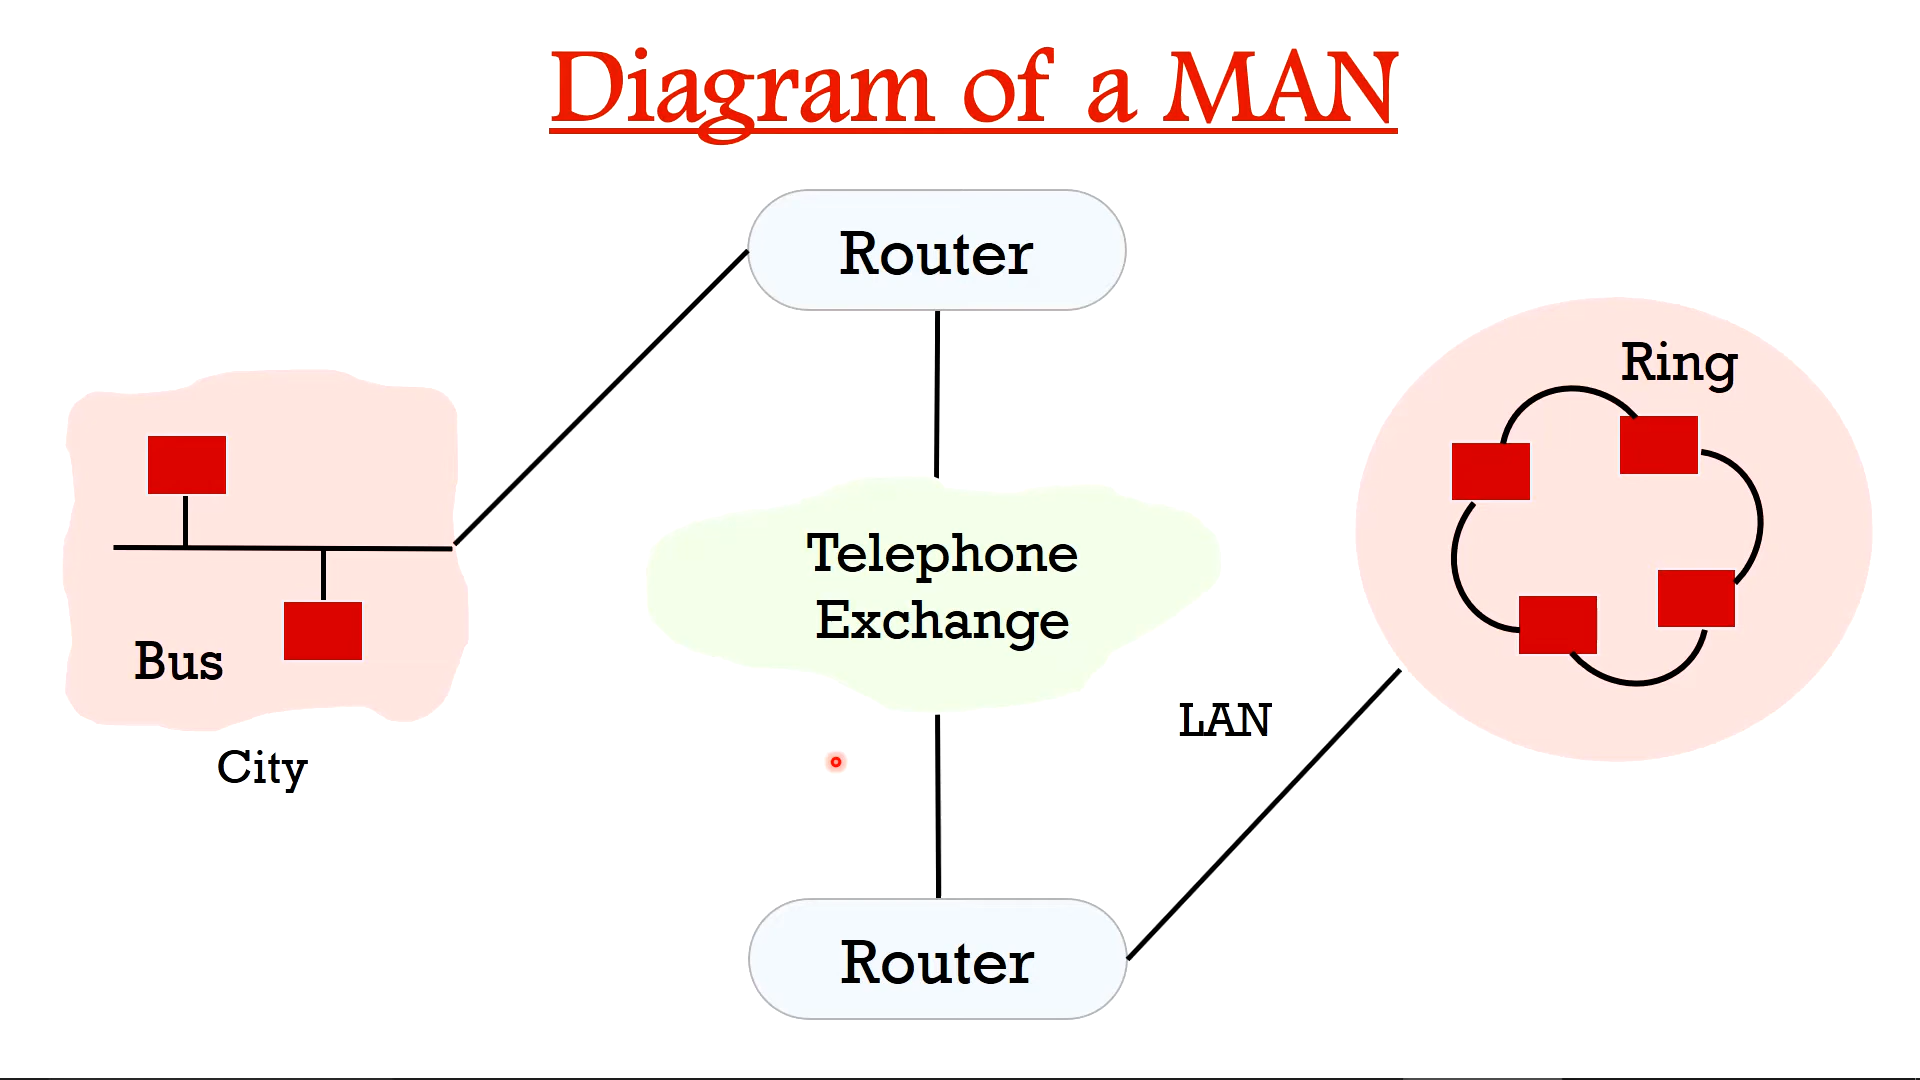 Diagram of a MAN
Router
Ring
Telephone
Exchange
Bus
LAN
City
Router